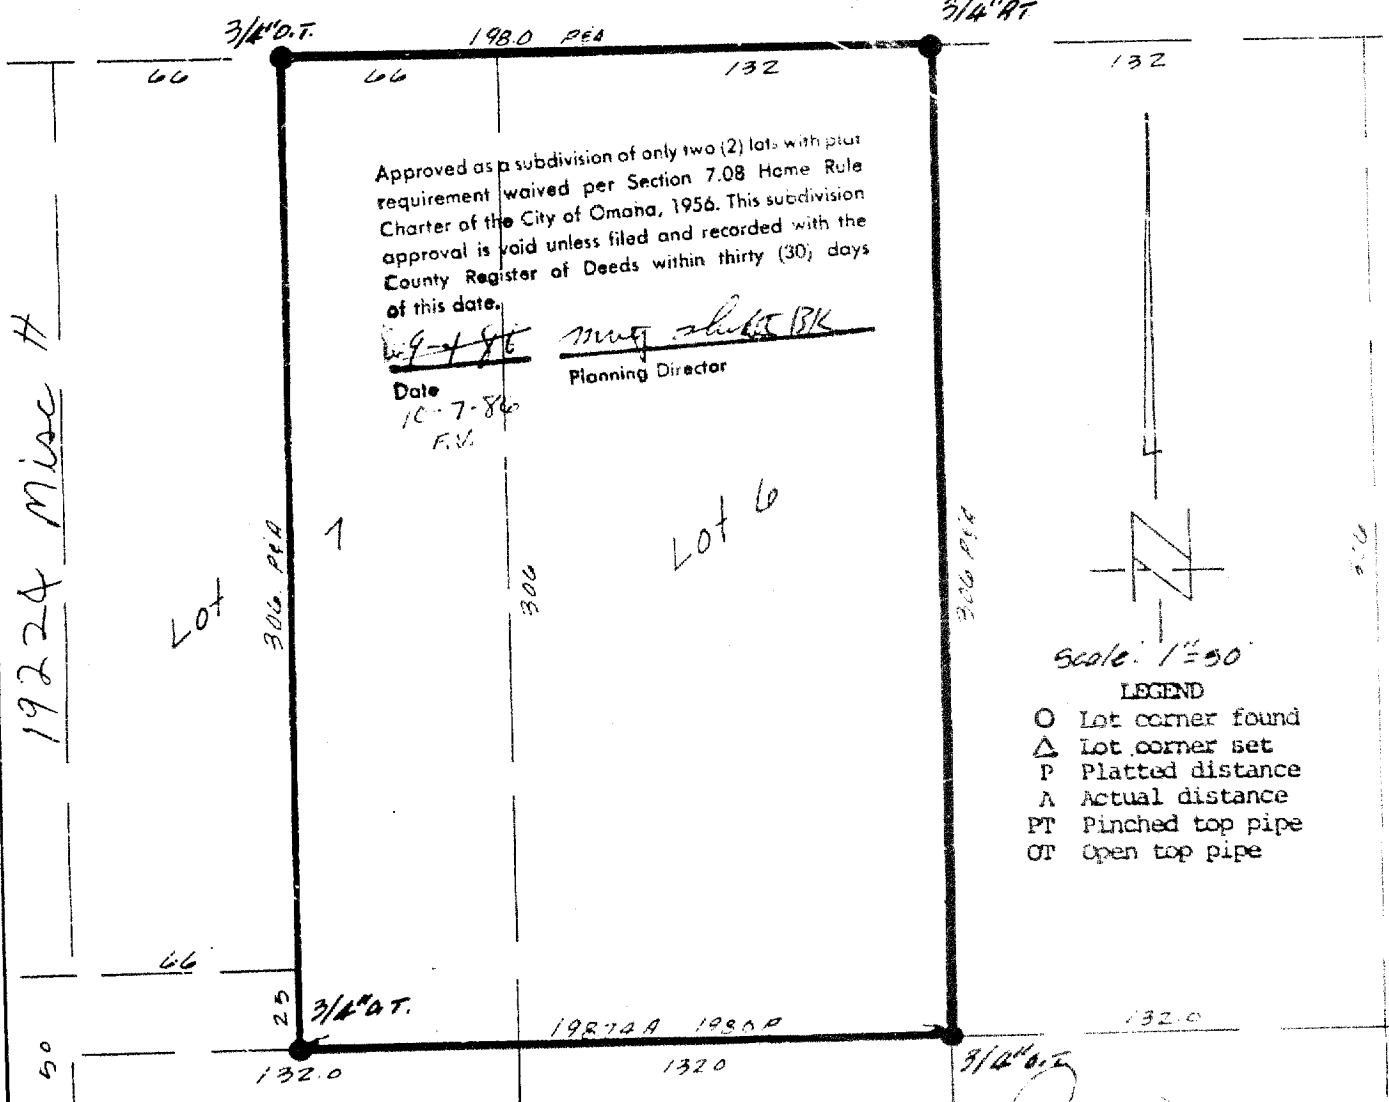 3/4" O.T.
198.0 P&A
3/4" P.T.
66
66
132
132
Approved as a subdivision of only two (2) lots with plat
requirement waived per Section 7.08 Home Rule
Charter of the City of Omaha, 1956. This subdivision
approval is void unless filed and recorded with the
County Register of Deeds within thirty (30) days
of this date.
BK
Date
Planning Director
10-7-86
F.V.
19224 Misc H
Lot 1
306. P&A
306
Lot 6
306 P&A
Scale: 1"=50'
LEGEND
O Lot corner found
△ Lot corner set
P Platted distance
A Actual distance
PT Pinched top pipe
OT Open top pipe
66
25
3/4" O.T.
198.0 P
132.0
50
132.0
132.0
3/4" O.T.